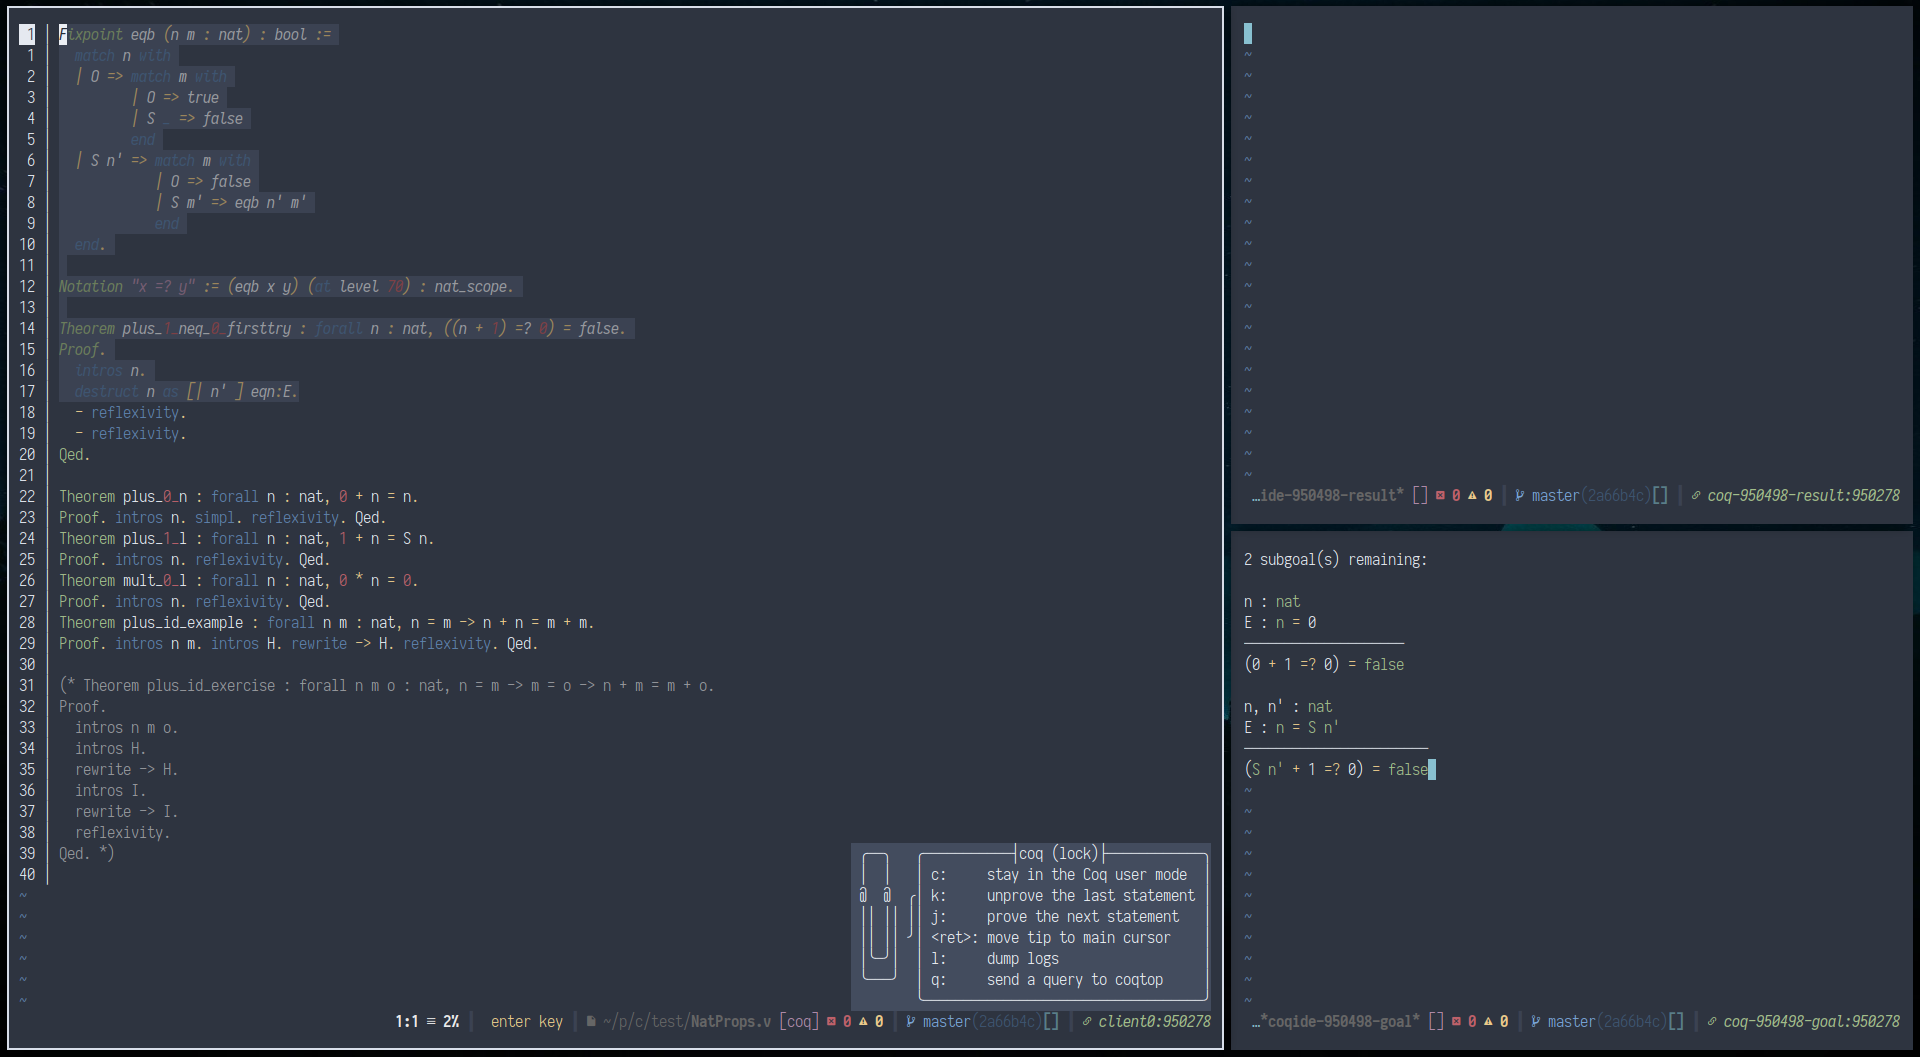 1 Fixpoint eqb (n m : nat) : bool :=
1   match n with
2   | O => match m with
3          | O => true
4          | S _ => false
5          end
6   | S n' => match m with
7             | O => false
8             | S m' => eqb n' m'
9             end
10   end.
11
12 Notation "x =? y" := (eqb x y) (at level 70) : nat_scope.
13
14 Theorem plus_1_neq_0_firsttry : forall n : nat, ((n + 1) =? 0) = false.
15 Proof.
16   intros n.
17   destruct n as [| n' ] eqn:E.
18   - reflexivity.
19   - reflexivity.
20 Qed.
21
22 Theorem plus_0_n : forall n : nat, 0 + n = n.
23 Proof. intros n. simpl. reflexivity. Qed.
24 Theorem plus_1_l : forall n : nat, 1 + n = S n.
25 Proof. intros n. reflexivity. Qed.
26 Theorem mult_0_l : forall n : nat, 0 * n = 0.
27 Proof. intros n. reflexivity. Qed.
28 Theorem plus_id_example : forall n m : nat, n = m -> n + n = m + m.
29 Proof. intros n m. intros H. rewrite -> H. reflexivity. Qed.
30
31 (* Theorem plus_id_exercise : forall n m o : nat, n = m -> m = o -> n + m = m + o.
32 Proof.
33   intros n m o.
34   intros H.
35   rewrite -> H.
36   intros I.
37   rewrite -> I.
38   reflexivity.
39 Qed. *)
40
coq (lock)
c: stay in the Coq user mode
k: unprove the last statement
j: prove the next statement
<ret>: move tip to main cursor
l: dump logs
q: send a query to coqtop
1:1 ≡ 2% enter key ~/p/c/test/NatProps.v [coq] 0 0 master(2a66b4c)[] client0:950278
…ide-950498-result* [] 0 0 master(2a66b4c)[] coq-950498-result:950278
2 subgoal(s) remaining:
n : nat
E : n = 0
(0 + 1 =? 0) = false
n, n' : nat
E : n = S n'
(S n' + 1 =? 0) = false
…*coqide-950498-goal* [] 0 0 master(2a66b4c)[] coq-950498-goal:950278